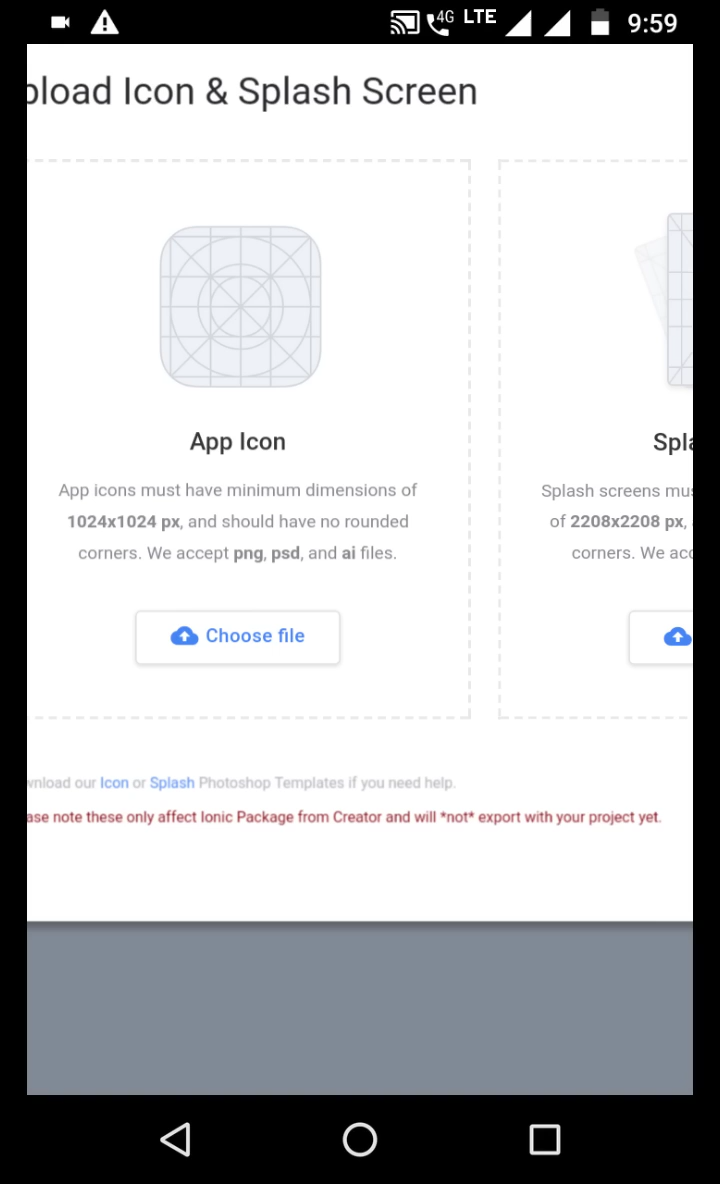 4G LTE 9:59
pload Icon & Splash Screen
App Icon
App icons must have minimum dimensions of
1024x1024 px, and should have no rounded
corners. We accept png, psd, and ai files.
Choose file
Spla
Splash screens mus
of 2208x2208 px,
corners. We acc
wnload our Icon or Splash Photoshop Templates if you need help.
ase note these only affect Ionic Package from Creator and will *not* export with your project yet.